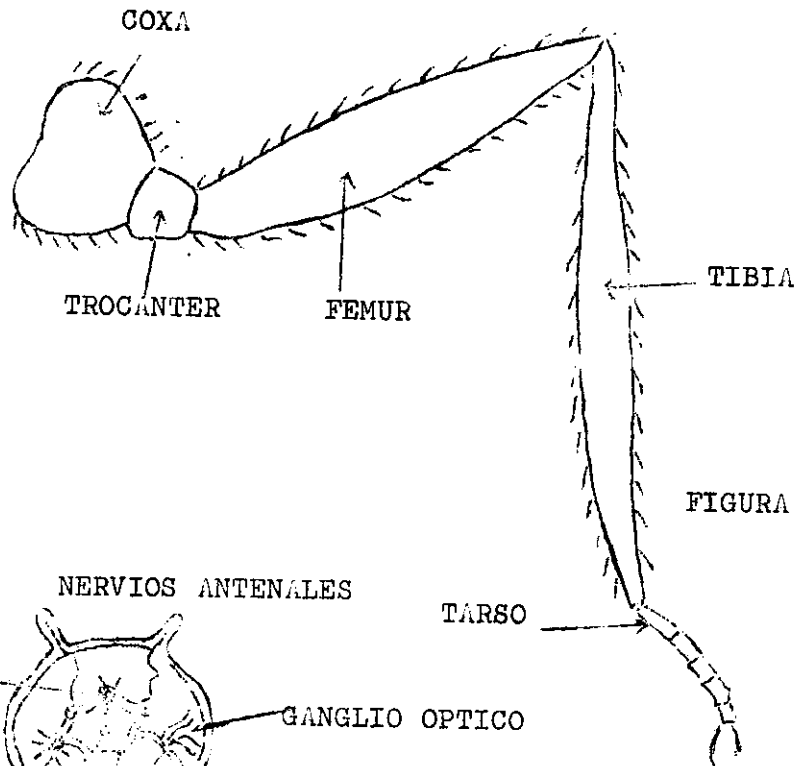 COXA
TROCANTER
FEMUR
TIBIA
FIGURA
NERVIOS ANTENALES
TARSO
GANGLIO OPTICO